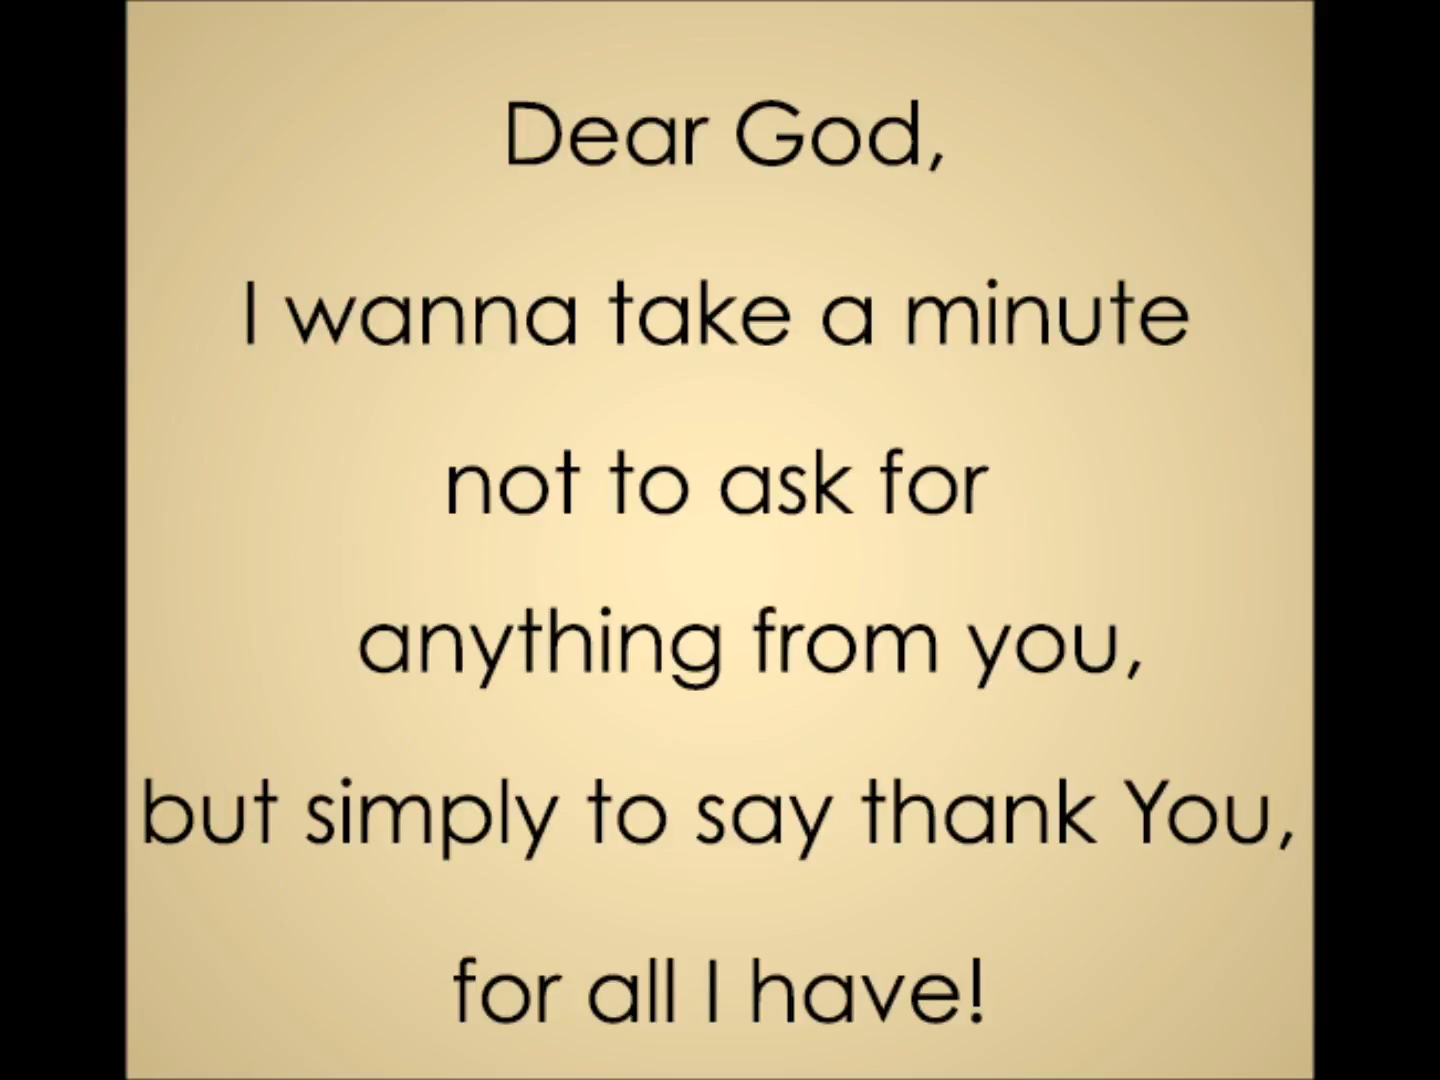 Dear God,
I wanna take a minute
not to ask for
anything from you,
but simply to say thank You,
for all I have!